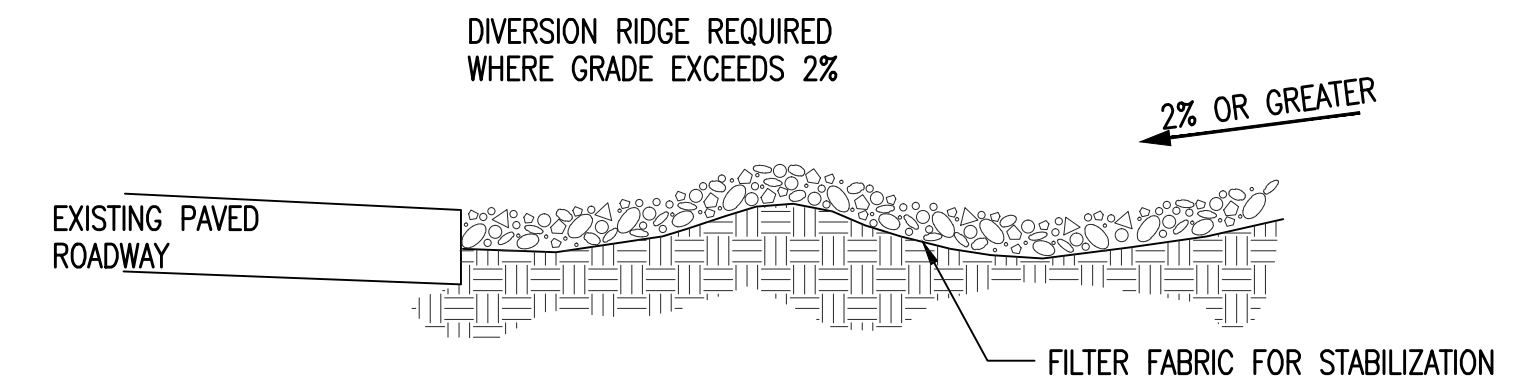 DIVERSION RIDGE REQUIRED
WHERE GRADE EXCEEDS 2%
2% OR GREATER
EXISTING PAVED
ROADWAY
FILTER FABRIC FOR STABILIZATION